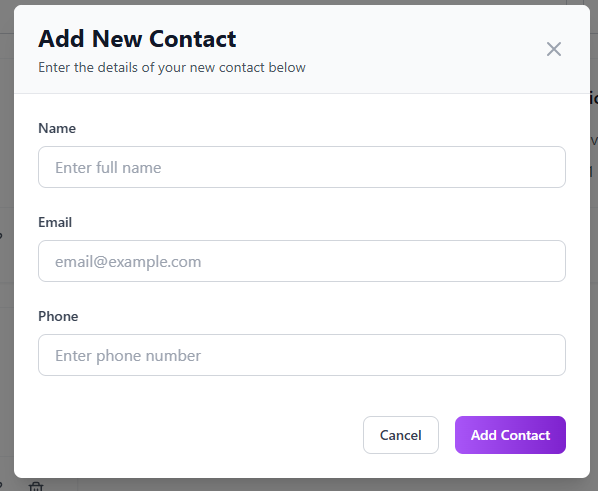 Add New Contact
Enter the details of your new contact below
Name
Enter full name
Email
email@example.com
Phone
Enter phone number
Cancel
Add Contact